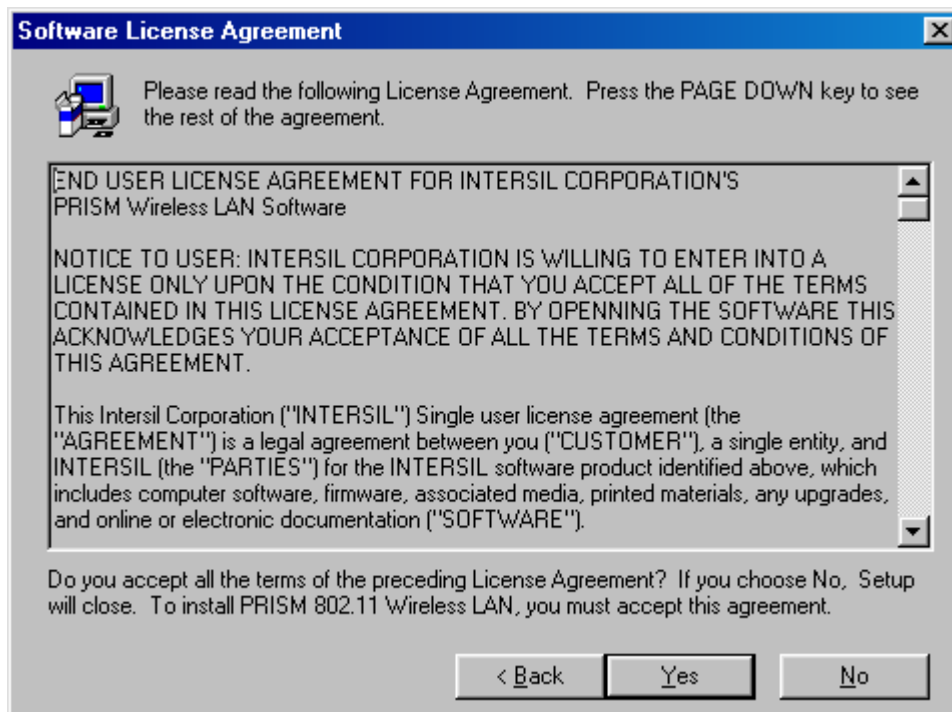 Software License Agreement
Please read the following License Agreement. Press the PAGE DOWN key to see
the rest of the agreement.
END USER LICENSE AGREEMENT FOR INTERSIL CORPORATION'S
PRISM Wireless LAN Software
NOTICE TO USER: INTERSIL CORPORATION IS WILLING TO ENTER INTO A
LICENSE ONLY UPON THE CONDITION THAT YOU ACCEPT ALL OF THE TERMS
CONTAINED IN THIS LICENSE AGREEMENT. BY OPENNING THE SOFTWARE THIS
ACKNOWLEDGES YOUR ACCEPTANCE OF ALL THE TERMS AND CONDITIONS OF
THIS AGREEMENT.
This Intersil Corporation ("INTERSIL") Single user license agreement (the
"AGREEMENT") is a legal agreement between you ("CUSTOMER"), a single entity, and
INTERSIL (the "PARTIES") for the INTERSIL software product identified above, which
includes computer software, firmware, associated media, printed materials, any upgrades,
and online or electronic documentation ("SOFTWARE").
Do you accept all the terms of the preceding License Agreement? If you choose No, Setup
will close. To install PRISM 802.11 Wireless LAN, you must accept this agreement.
< Back Yes No